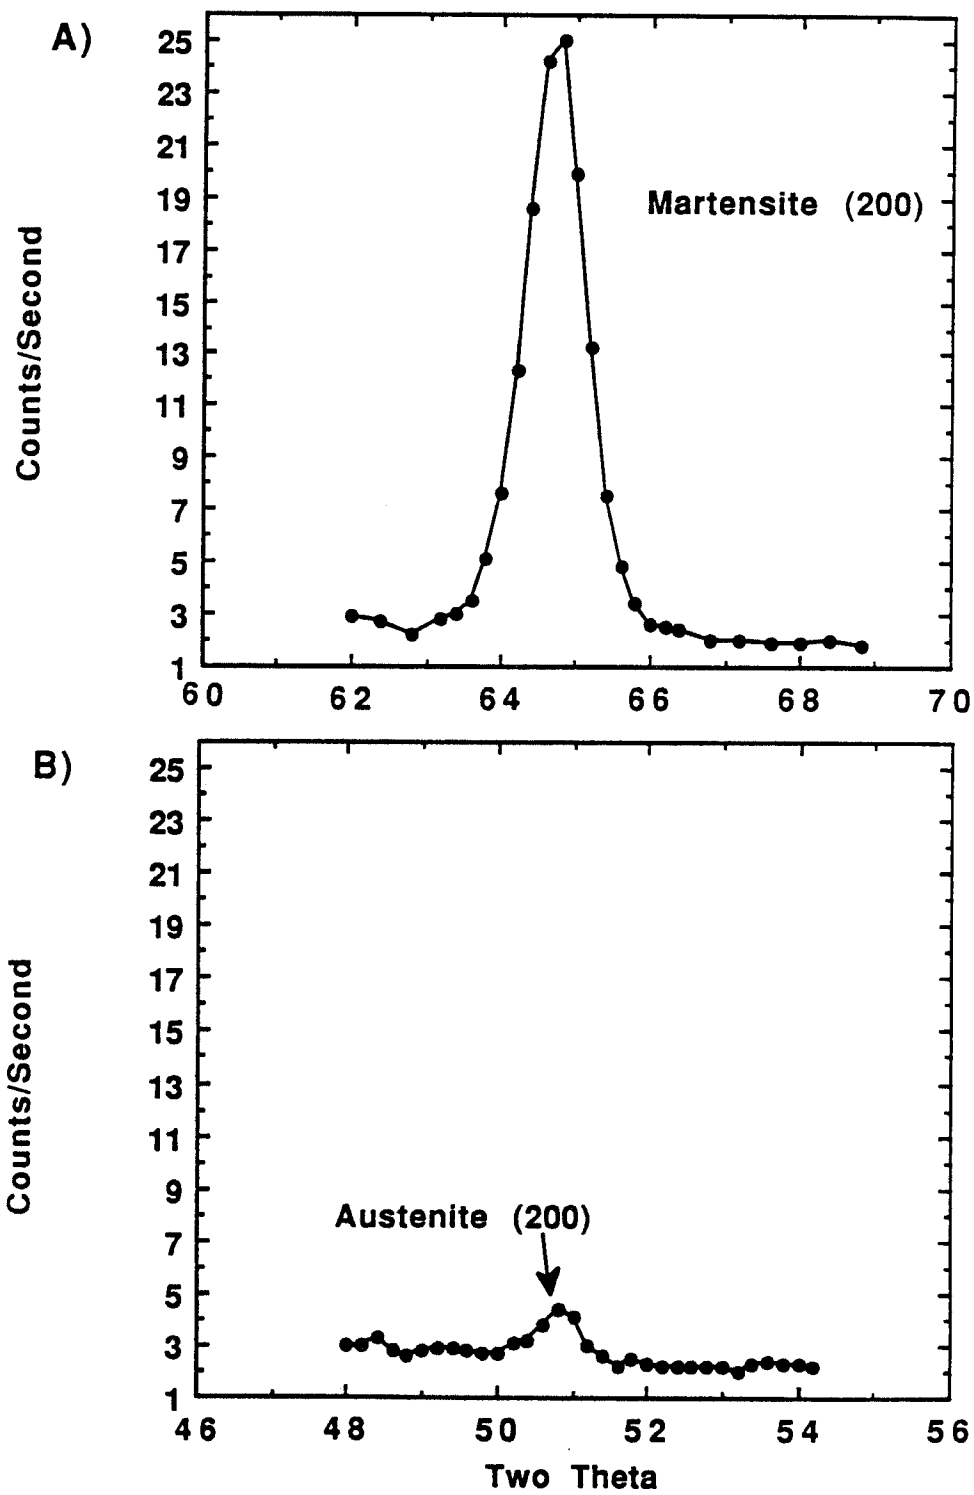 A)
25
23
21
19
17
15
13
11
9
7
5
3
1
Counts/Second
Martensite (200)
60 62 64 66 68 70
B)
25
23
21
19
17
15
13
11
9
7
5
3
1
Counts/Second
Austenite (200)
46 48 50 52 54 56
Two Theta